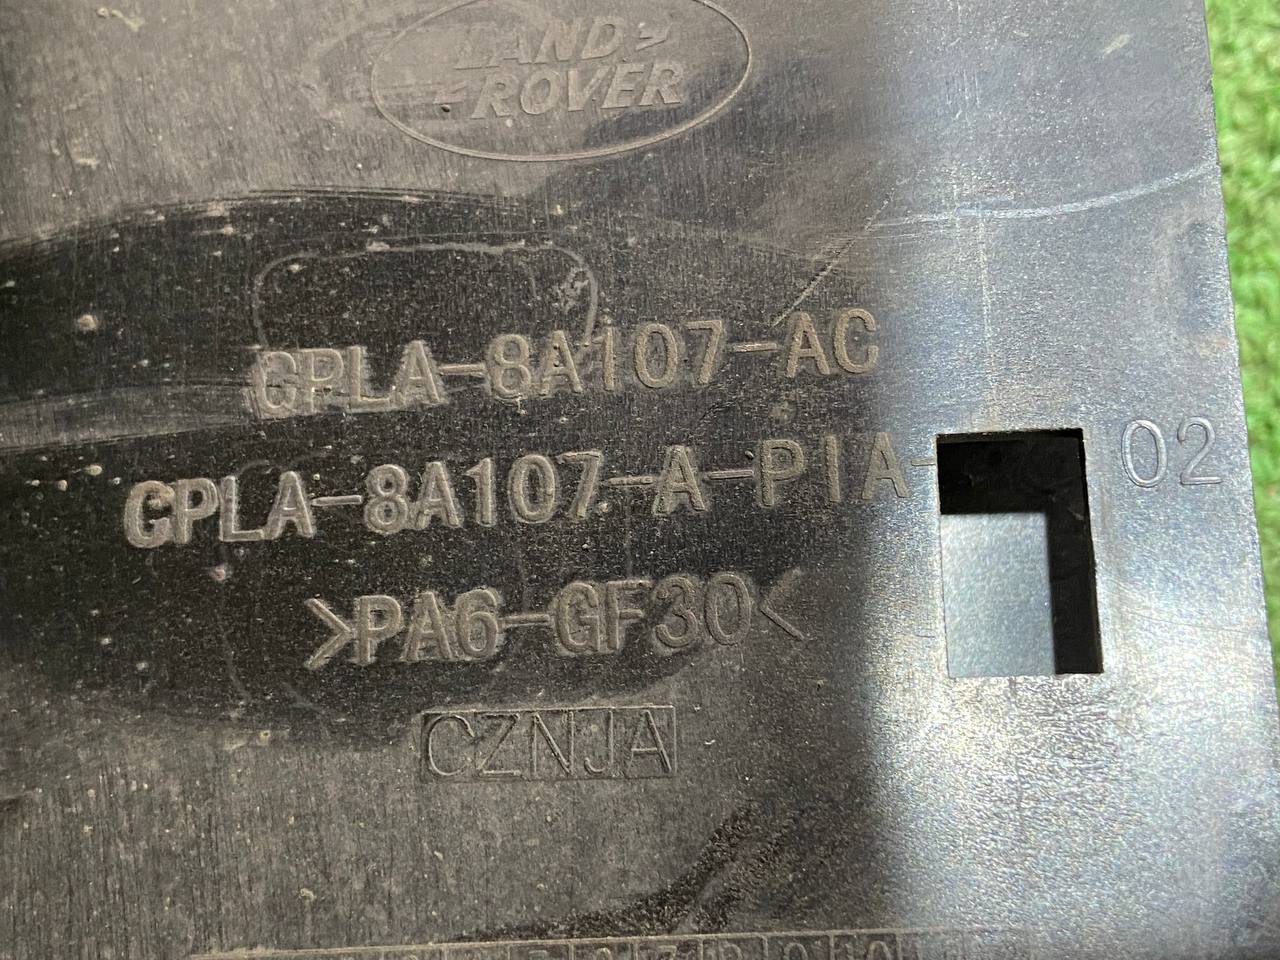 LAND
ROVER
GPLA-8A107-AC
GPLA-8A107-A-PIA- 02
>PA6-GF30<
CZNJA